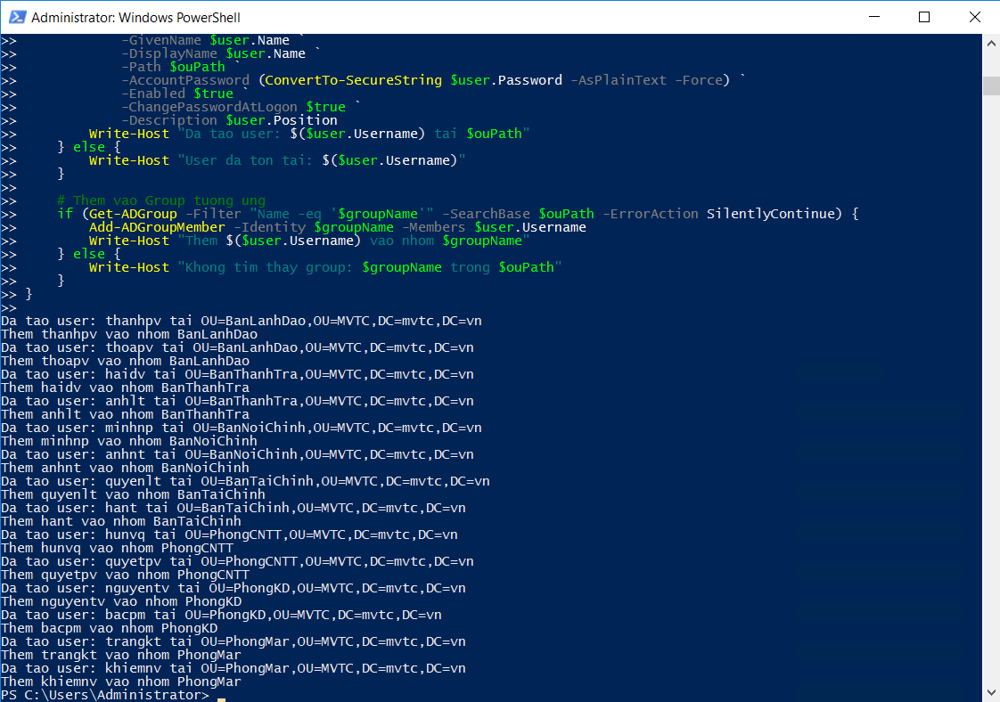 Administrator: Windows PowerShell
>>             -GivenName $user.Name `
>>             -DisplayName $user.Name `
>>             -Path $ouPath `
>>             -AccountPassword (ConvertTo-SecureString $user.Password -AsPlainText -Force) `
>>             -Enabled $true `
>>             -ChangePasswordAtLogon $true `
>>             -Description $user.Position
>>         Write-Host "Da tao user: $($user.Username) tai $ouPath"
>>     } else {
>>         Write-Host "User da ton tai: $($user.Username)"
>>     }
>>
>>     # Them vao Group tuong ung
>>     if (Get-ADGroup -Filter "Name -eq '$groupName'" -SearchBase $ouPath -ErrorAction SilentlyContinue) {
>>         Add-ADGroupMember -Identity $groupName -Members $user.Username
>>         Write-Host "Them $($user.Username) vao nhom $groupName"
>>     } else {
>>         Write-Host "Khong tim thay group: $groupName trong $ouPath"
>>     }
>> }
>>
Da tao user: thanhpv tai OU=BanLanhDao,OU=MVTC,DC=mvtc,DC=vn
Them thanhpv vao nhom BanLanhDao
Da tao user: thoapv tai OU=BanLanhDao,OU=MVTC,DC=mvtc,DC=vn
Them thoapv vao nhom BanLanhDao
Da tao user: haidv tai OU=BanThanhTra,OU=MVTC,DC=mvtc,DC=vn
Them haidv vao nhom BanThanhTra
Da tao user: anhlt tai OU=BanThanhTra,OU=MVTC,DC=mvtc,DC=vn
Them anhlt vao nhom BanThanhTra
Da tao user: minhnp tai OU=BanNoiChinh,OU=MVTC,DC=mvtc,DC=vn
Them minhnp vao nhom BanNoiChinh
Da tao user: anhnt tai OU=BanNoiChinh,OU=MVTC,DC=mvtc,DC=vn
Them anhnt vao nhom BanNoiChinh
Da tao user: quyenlt tai OU=BanTaiChinh,OU=MVTC,DC=mvtc,DC=vn
Them quyenlt vao nhom BanTaiChinh
Da tao user: hant tai OU=BanTaiChinh,OU=MVTC,DC=mvtc,DC=vn
Them hant vao nhom BanTaiChinh
Da tao user: hunvq tai OU=PhongCNTT,OU=MVTC,DC=mvtc,DC=vn
Them hunvq vao nhom PhongCNTT
Da tao user: quyetpv tai OU=PhongCNTT,OU=MVTC,DC=mvtc,DC=vn
Them quyetpv vao nhom PhongCNTT
Da tao user: nguyentv tai OU=PhongKD,OU=MVTC,DC=mvtc,DC=vn
Them nguyentv vao nhom PhongKD
Da tao user: bacpm tai OU=PhongKD,OU=MVTC,DC=mvtc,DC=vn
Them bacpm vao nhom PhongKD
Da tao user: trangkt tai OU=PhongMar,OU=MVTC,DC=mvtc,DC=vn
Them trangkt vao nhom PhongMar
Da tao user: khiemnv tai OU=PhongMar,OU=MVTC,DC=mvtc,DC=vn
Them khiemnv vao nhom PhongMar
PS C:\Users\Administrator>